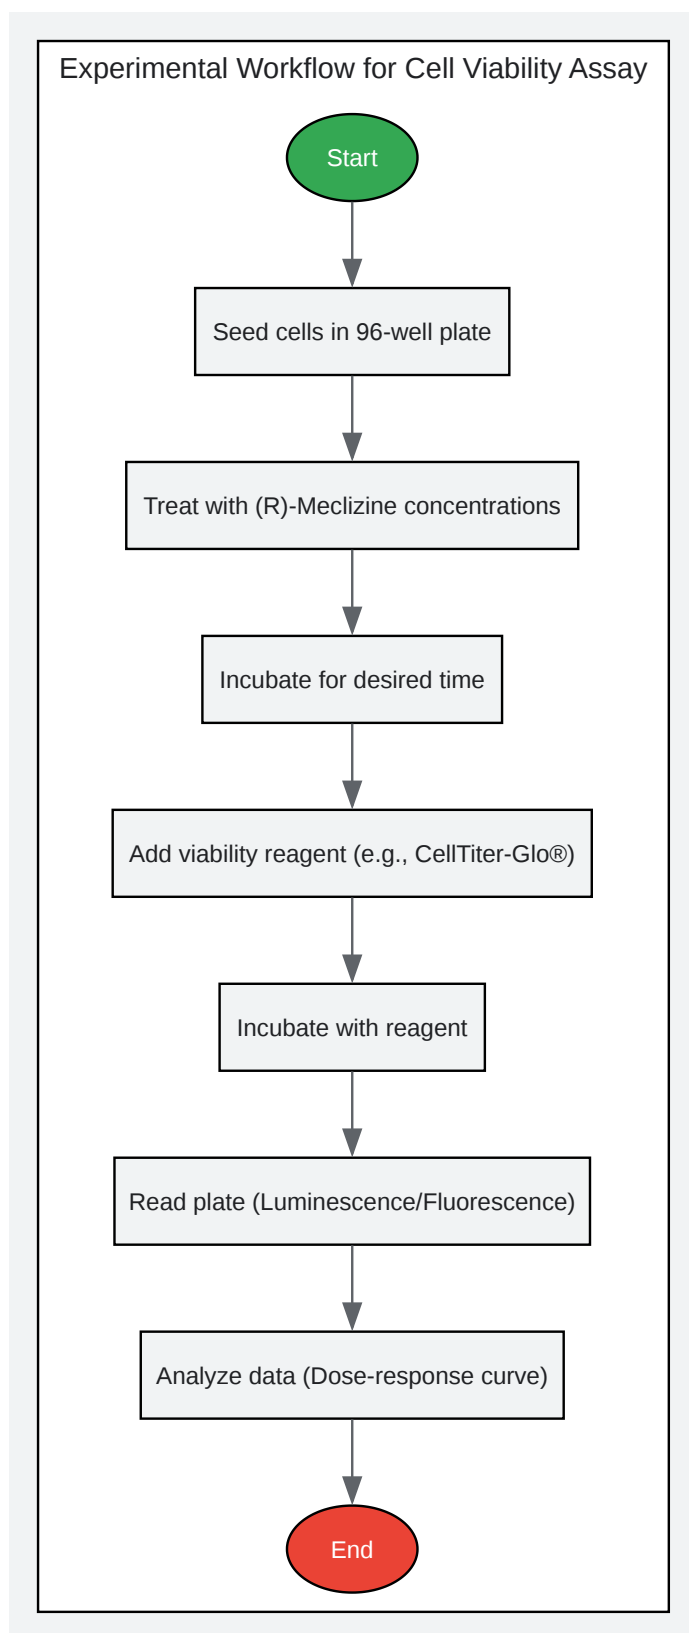 Experimental Workflow for Cell Viability Assay
Start
Seed cells in 96-well plate
Treat with (R)-Meclizine concentrations
Incubate for desired time
Add viability reagent (e.g., CellTiter-Glo®)
Incubate with reagent
Read plate (Luminescence/Fluorescence)
Analyze data (Dose-response curve)
End